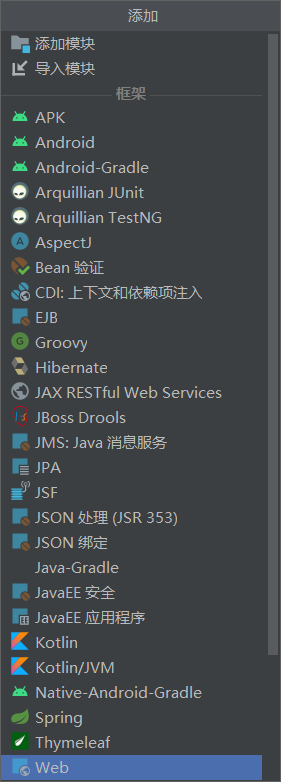 添加
添加模块
导入模块
框架
APK
Android
Android-Gradle
Arquillian JUnit
Arquillian TestNG
AspectJ
Bean 验证
CDI: 上下文和依赖项注入
EJB
Groovy
Hibernate
JAX RESTful Web Services
JBoss Drools
JMS: Java 消息服务
JPA
JSF
JSON 处理 (JSR 353)
JSON 绑定
Java-Gradle
JavaEE 安全
JavaEE 应用程序
Kotlin
Kotlin/JVM
Native-Android-Gradle
Spring
Thymeleaf
Web